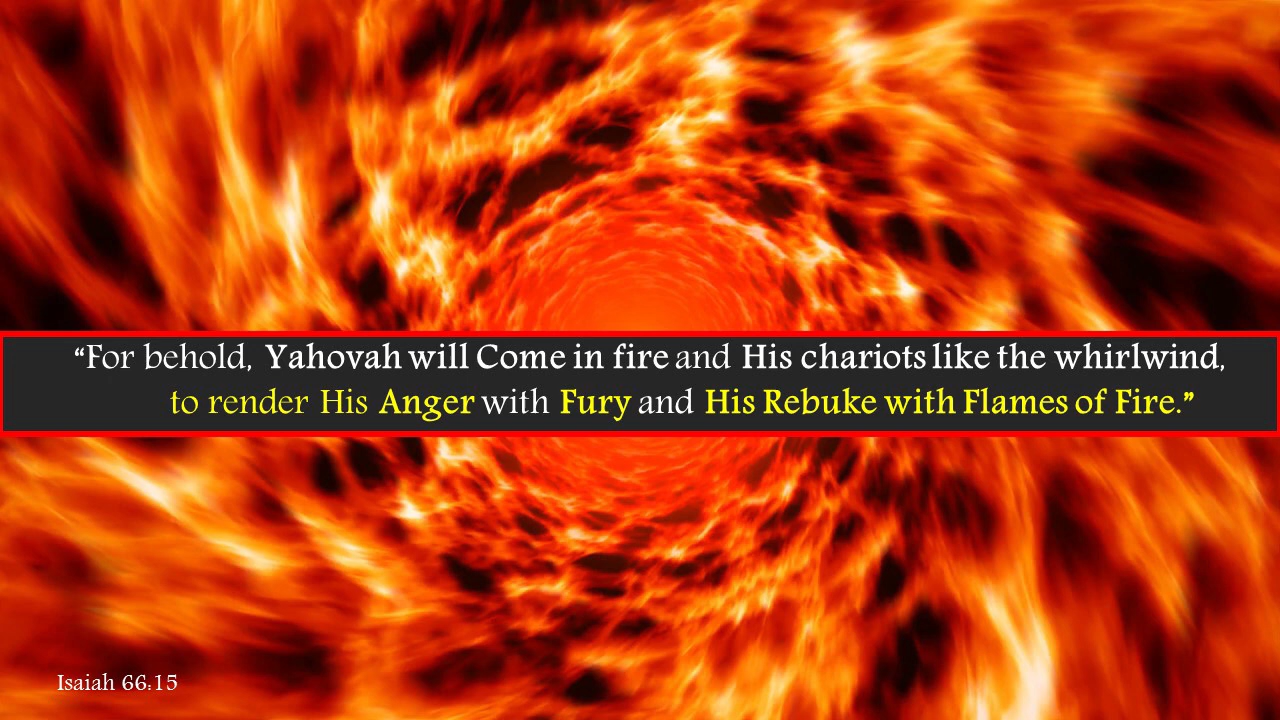 “For behold, Yahovah will Come in fire and His chariots like the whirlwind,
to render His Anger with Fury and His Rebuke with Flames of Fire.”
Isaiah 66:15